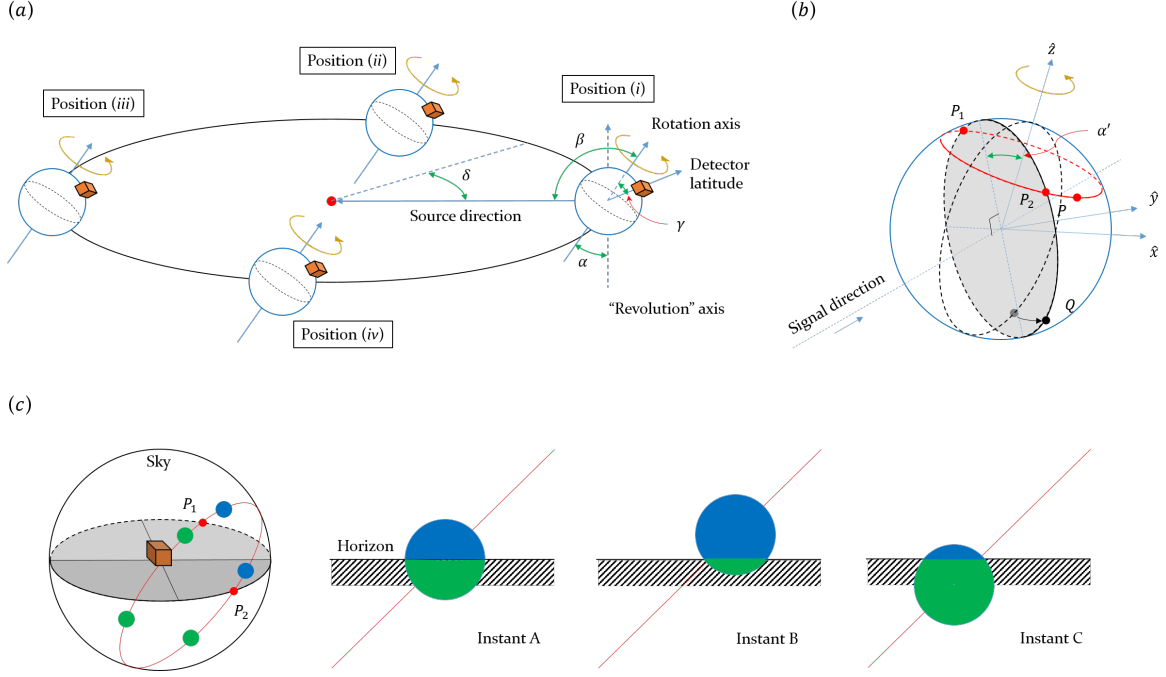 (a)
(b)
Position (ii)
Position (i)
Position (iii)
β
Rotation axis
Detector
latitude
δ
Source direction
γ
α
"Revolution" axis
Position (iv)
ẑ
P₁
α′
P₂
P
ŷ
x̂
Signal direction
Q
(c)
Sky
P₁
P₂
Horizon
Instant A
Instant B
Instant C